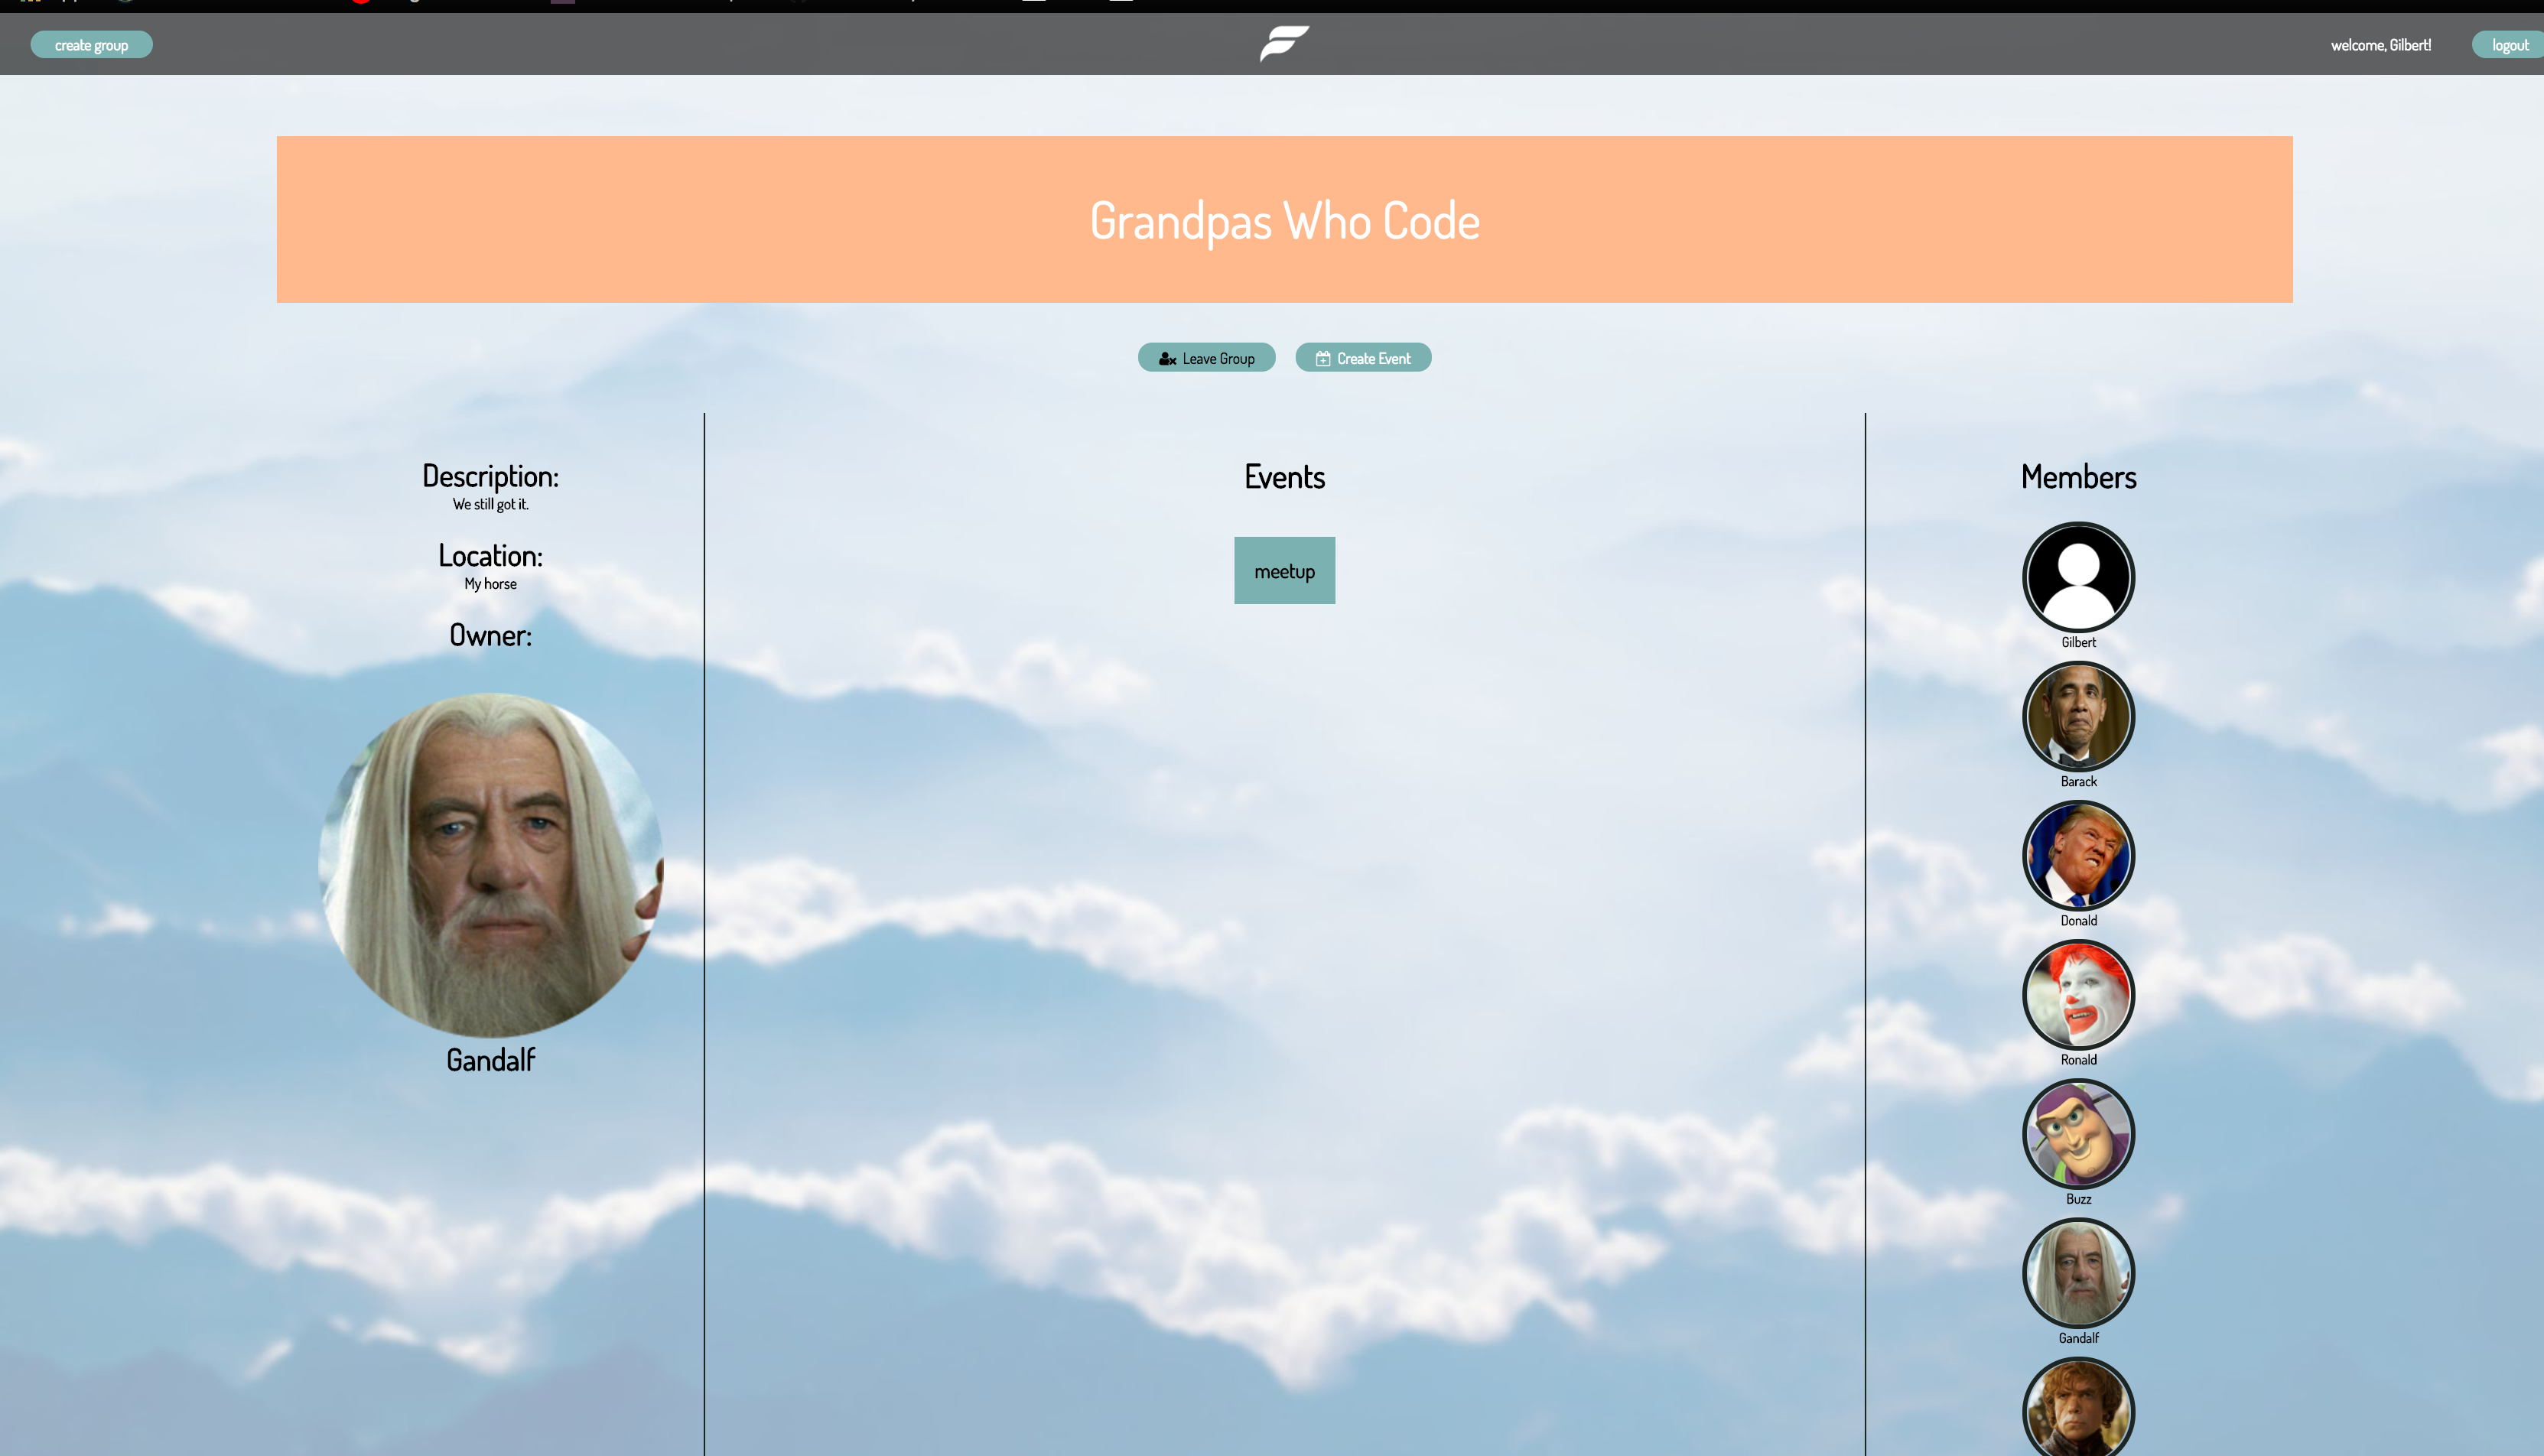 create group
welcome, Gilbert!
logout
Grandpas Who Code
Leave Group
Create Event
Description:
We still got it.
Location:
My horse
Owner:
Gandalf
Events
meetup
Members
Gilbert
Barack
Donald
Ronald
Buzz
Gandalf